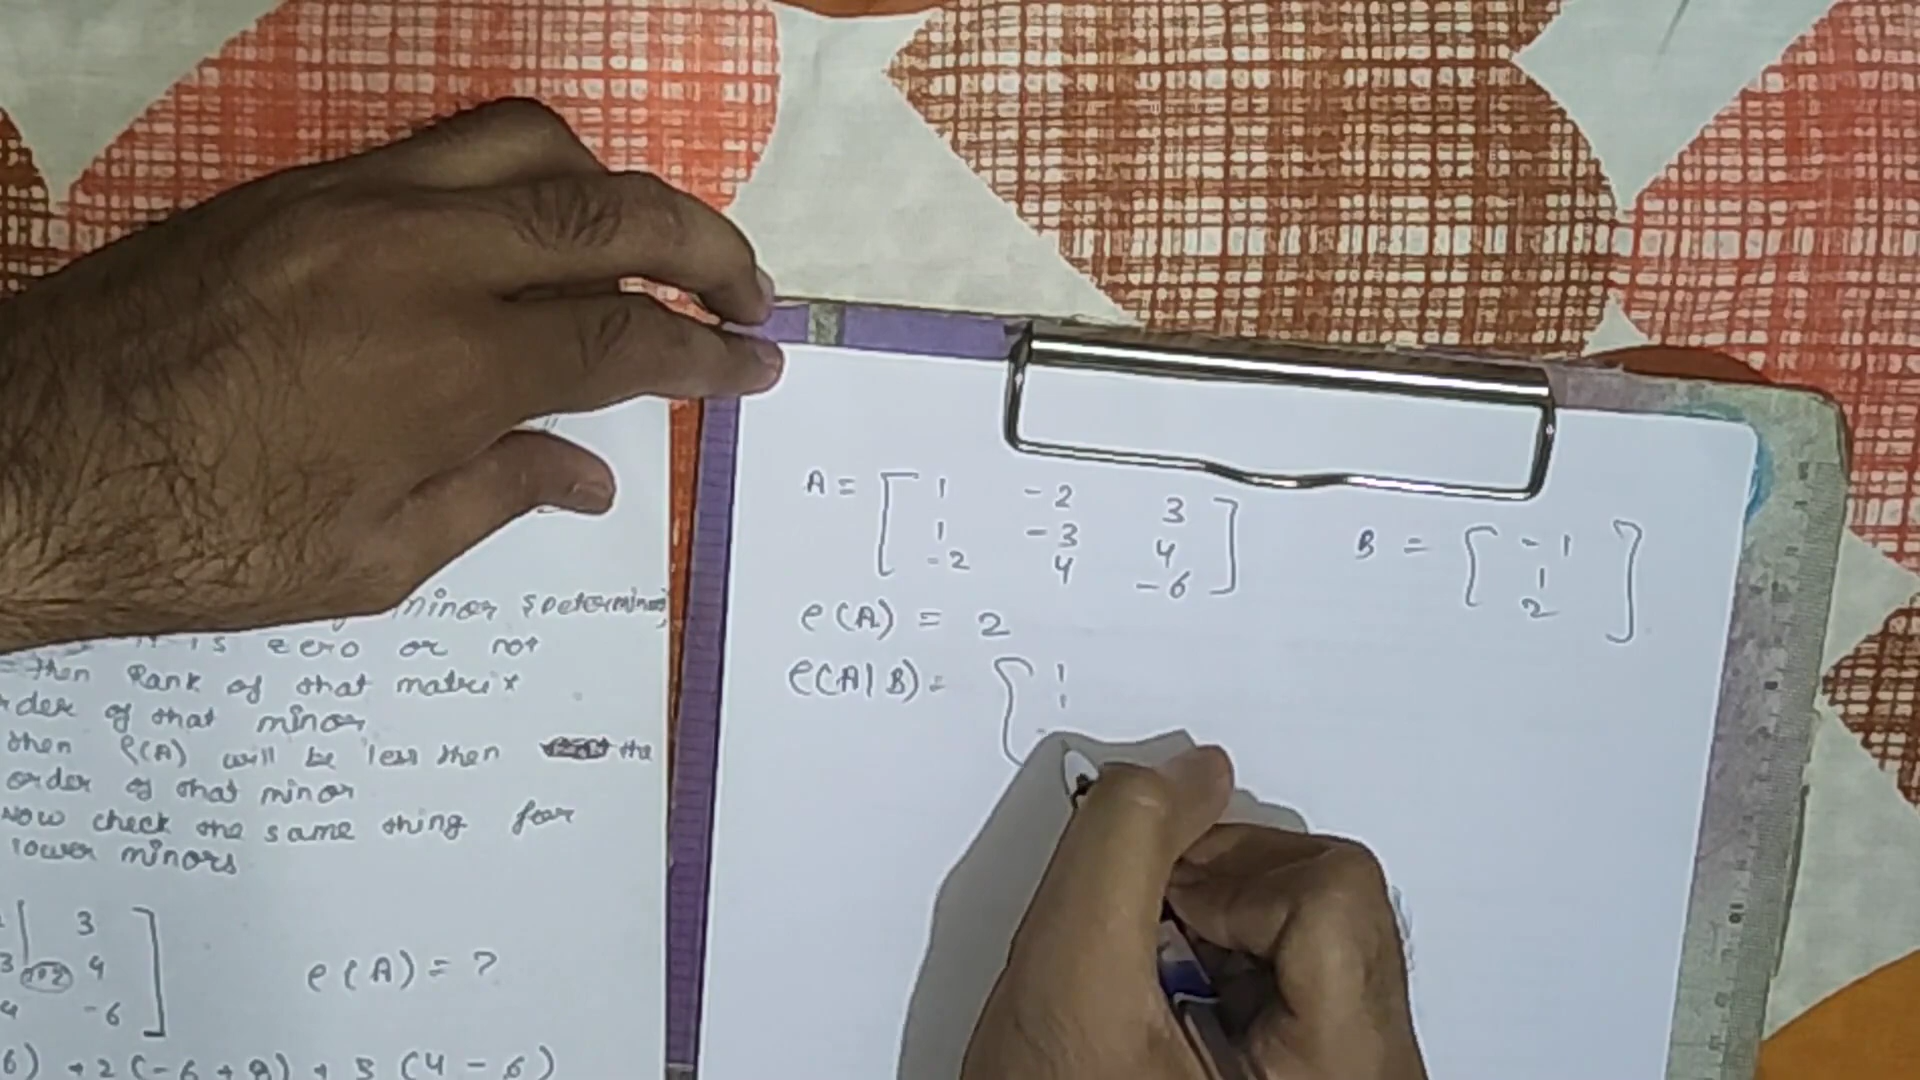 minor
it is zero or not
then Rank of that matrix
order of that minor
then ρ(A) will be less then the
order of that minor
Now check the same thing for
lower minors
3
3 4
4 -6
ρ(A) = ?
6) + 2 (-6 + 8) + 3 (4 - 6)
A = [ 1 -2 3
1 -3 4
-2 4 -6 ]
B = [ -1
1
2 ]
ρ(A) = 2
ρ(A|B) = [ 1
1